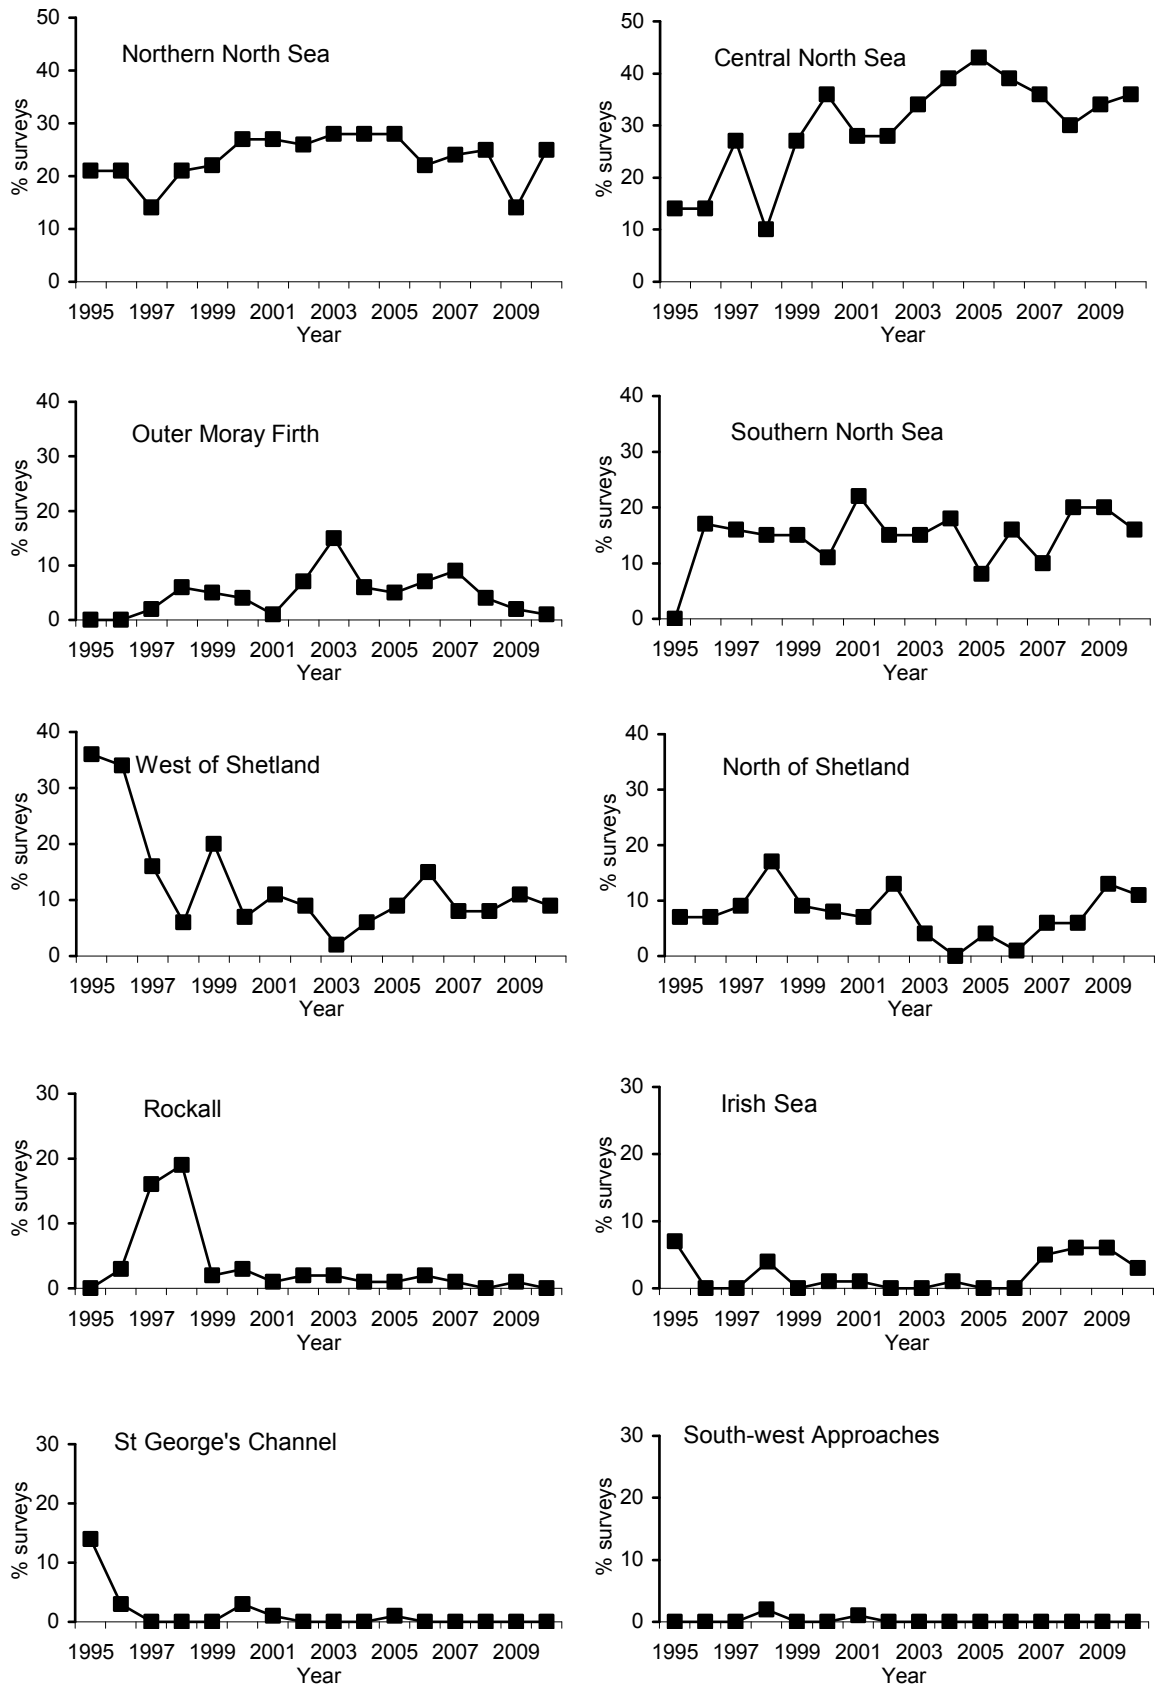 Northern North Sea
% surveys
50
40
30
20
10
0
1995 1997 1999 2001 2003 2005 2007 2009
Year
Central North Sea
% surveys
50
40
30
20
10
0
1995 1997 1999 2001 2003 2005 2007 2009
Year
Outer Moray Firth
% surveys
40
30
20
10
0
1995 1997 1999 2001 2003 2005 2007 2009
Year
Southern North Sea
% surveys
40
30
20
10
0
1995 1997 1999 2001 2003 2005 2007 2009
Year
West of Shetland
% surveys
40
30
20
10
0
1995 1997 1999 2001 2003 2005 2007 2009
Year
North of Shetland
% surveys
40
30
20
10
0
1995 1997 1999 2001 2003 2005 2007 2009
Year
Rockall
% surveys
30
20
10
0
1995 1997 1999 2001 2003 2005 2007 2009
Year
Irish Sea
% surveys
30
20
10
0
1995 1997 1999 2001 2003 2005 2007 2009
Year
St George's Channel
% surveys
30
20
10
0
1995 1997 1999 2001 2003 2005 2007 2009
Year
South-west Approaches
% surveys
30
20
10
0
1995 1997 1999 2001 2003 2005 2007 2009
Year